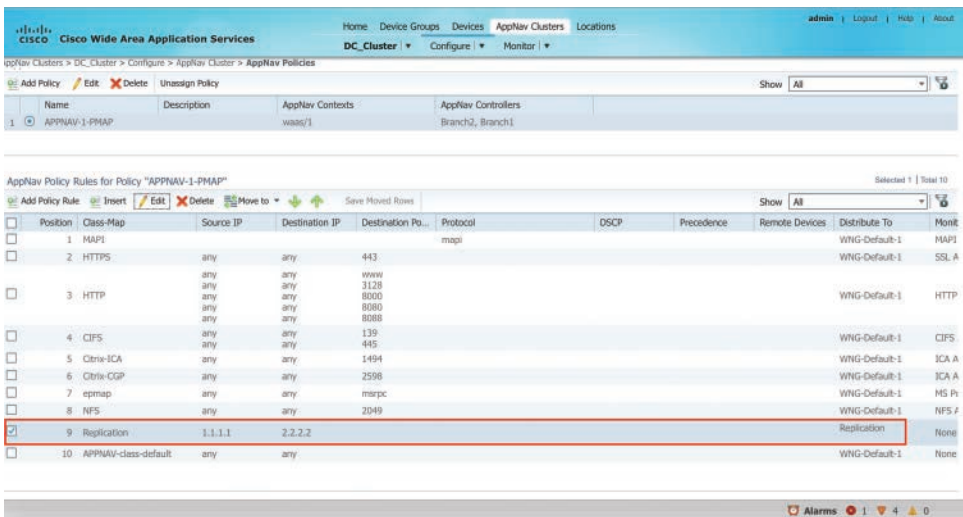 cisco Cisco Wide Area Application Services
Home Device Groups Devices AppNav Clusters Locations
admin | Logout | Help | About
DC_Cluster Configure Monitor
AppNav Clusters > DC_Cluster > Configure > AppNav Cluster > AppNav Policies
Add Policy Edit Delete Unassign Policy Show All
Name Description AppNav Contexts AppNav Controllers
1 APPNAV-1-PMAP waas/1 Branch2, Branch1
AppNav Policy Rules for Policy "APPNAV-1-PMAP" Selected 1 | Total 10
Add Policy Rule Insert Edit Delete Move to Save Moved Rows Show All
Position Class-Map Source IP Destination IP Destination Po... Protocol DSCP Precedence Remote Devices Distribute To Monit
1 MAPI mapi WNG-Default-1 MAPI
2 HTTPS any any 443 WNG-Default-1 SSL A
any any www
any any 3128
3 HTTP any any 8000 WNG-Default-1 HTTP
any any 8080
any any 8088
4 CIFS any any 139 WNG-Default-1 CIFS
any any 445
5 Citrix-ICA any any 1494 WNG-Default-1 ICA A
6 Citrix-CGP any any 2598 WNG-Default-1 ICA A
7 epmap any any msrpc WNG-Default-1 MS Pr
8 NFS any any 2049 WNG-Default-1 NFS A
9 Replication 1.1.1.1 2.2.2.2 Replication None
10 APPNAV-class-default any any WNG-Default-1 None
Alarms 1 4 0